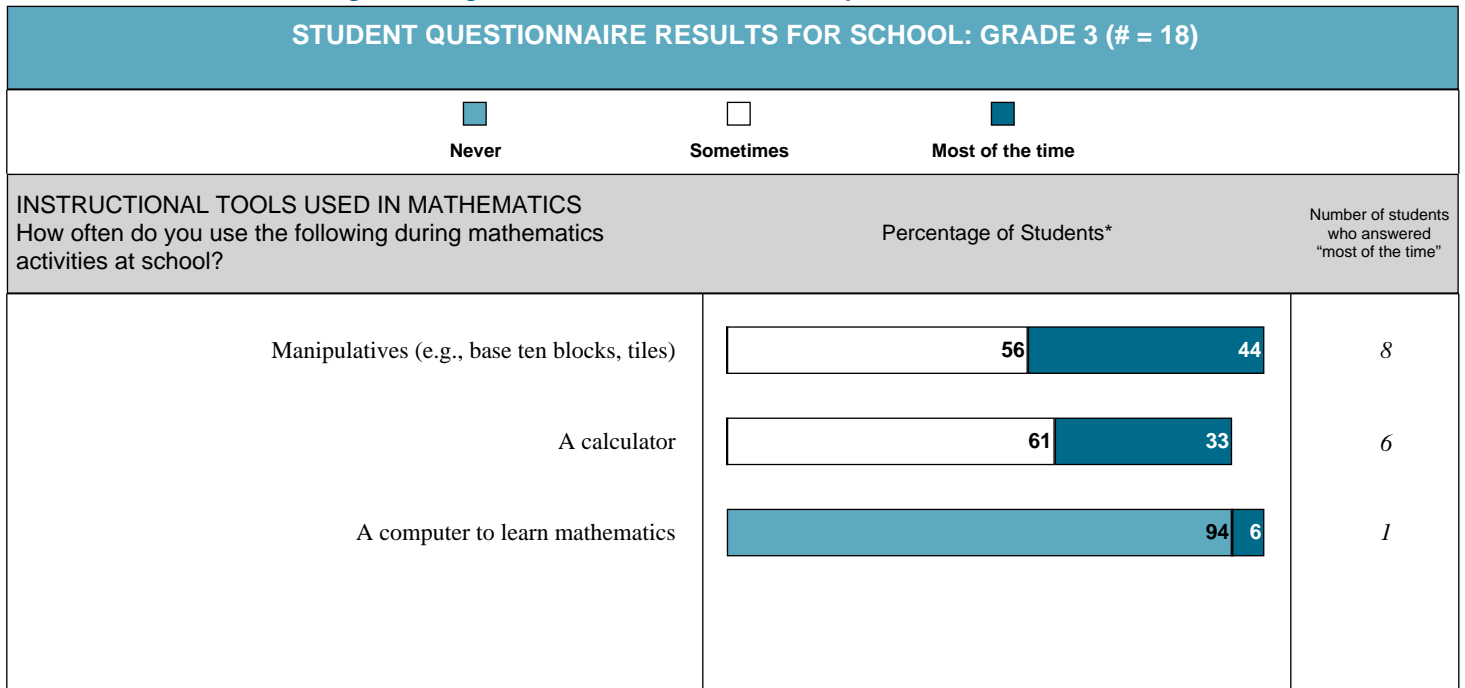 STUDENT QUESTIONNAIRE RESULTS FOR SCHOOL: GRADE 3 (# = 18)
Never Sometimes Most of the time
INSTRUCTIONAL TOOLS USED IN MATHEMATICS
How often do you use the following during mathematics
activities at school?
Percentage of Students*
Number of students
who answered
“most of the time”
Manipulatives (e.g., base ten blocks, tiles) 56 44 8
A calculator 61 33 6
A computer to learn mathematics 94 6 1